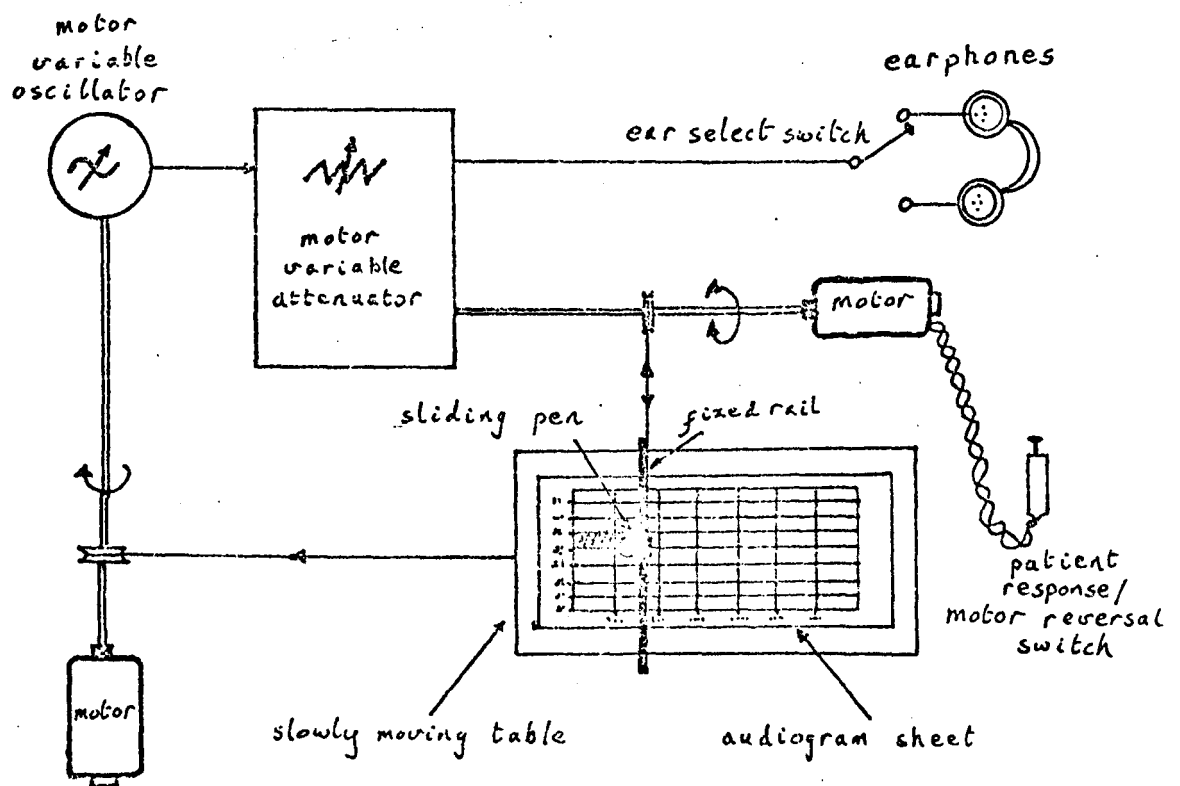 motor
variable
oscillator
earphones
ear select switch
motor
variable
attenuator
motor
sliding pen
fixed rail
patient
response/
motor reversal
switch
motor
slowly moving table
audiogram sheet